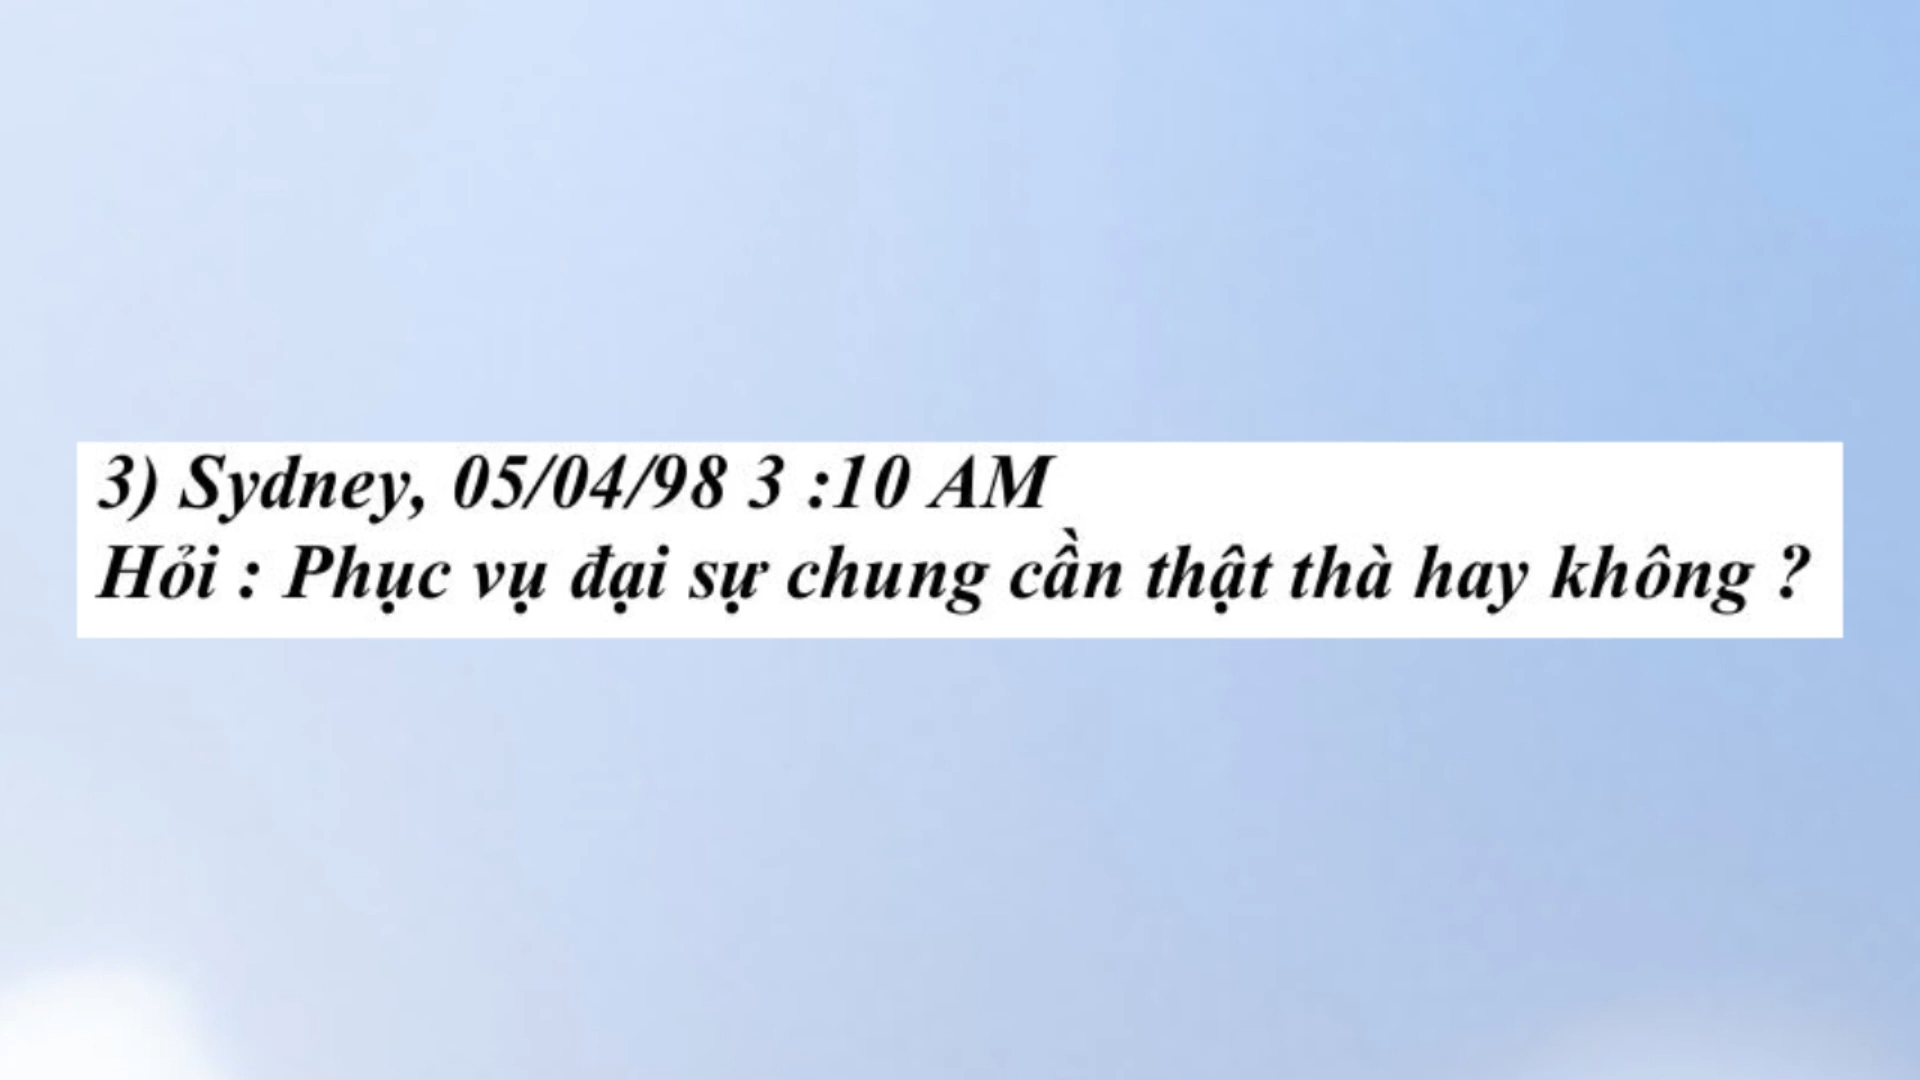 3) Sydney, 05/04/98 3 :10 AM
Hỏi : Phục vụ đại sự chung cần thật thà hay không ?